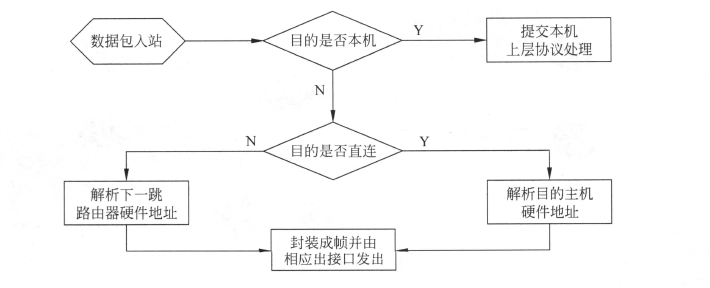 数据包入站
目的是否本机
Y
提交本机
上层协议处理
N
N
目的是否直连
Y
解析下一跳
路由器硬件地址
解析目的主机
硬件地址
封装成帧并由
相应出接口发出